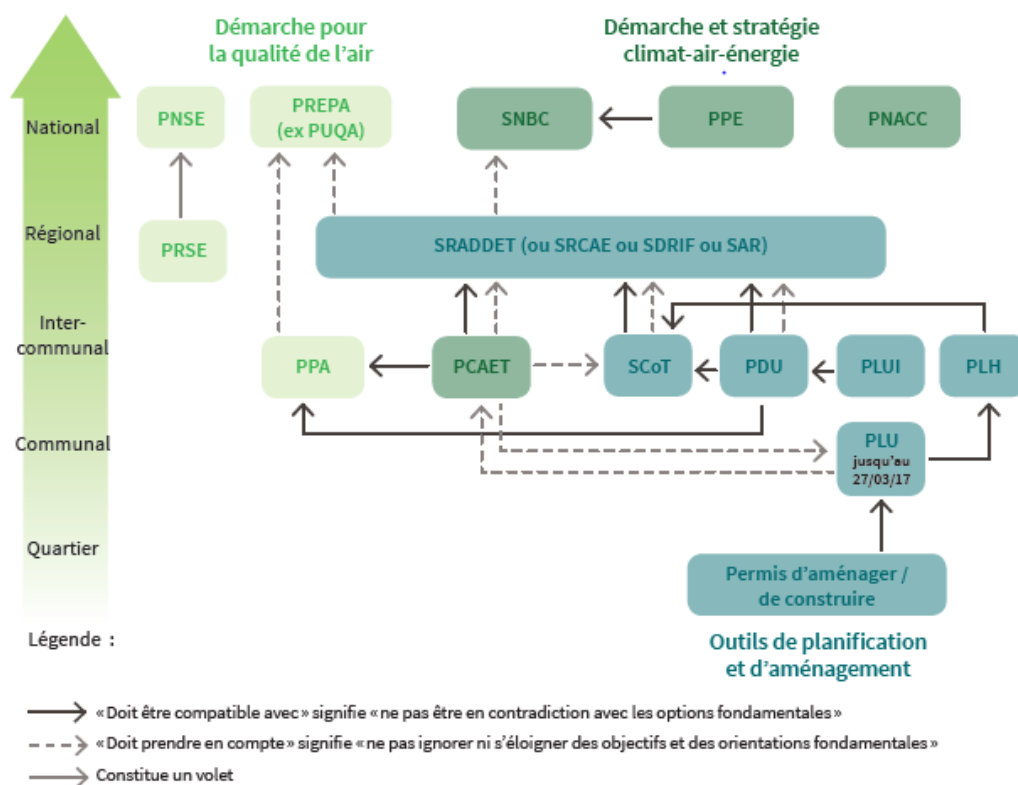 Démarche pour
la qualité de l’air
Démarche et stratégie
climat-air-énergie
National
PNSE
PREPA
(ex PUQA)
SNBC
PPE
PNACC
Régional
PRSE
SRADDET (ou SRCAE ou SDRIF ou SAR)
Inter-
communal
PPA
PCAET
SCoT
PDU
PLUI
PLH
Communal
PLU
jusqu’au
27/03/17
Quartier
Permis d’aménager /
de construire
Légende :
Outils de planification
et d’aménagement
«Doit être compatible avec» signifie «ne pas être en contradiction avec les options fondamentales»
«Doit prendre en compte» signifie «ne pas ignorer ni s’éloigner des objectifs et des orientations fondamentales»
Constitue un volet